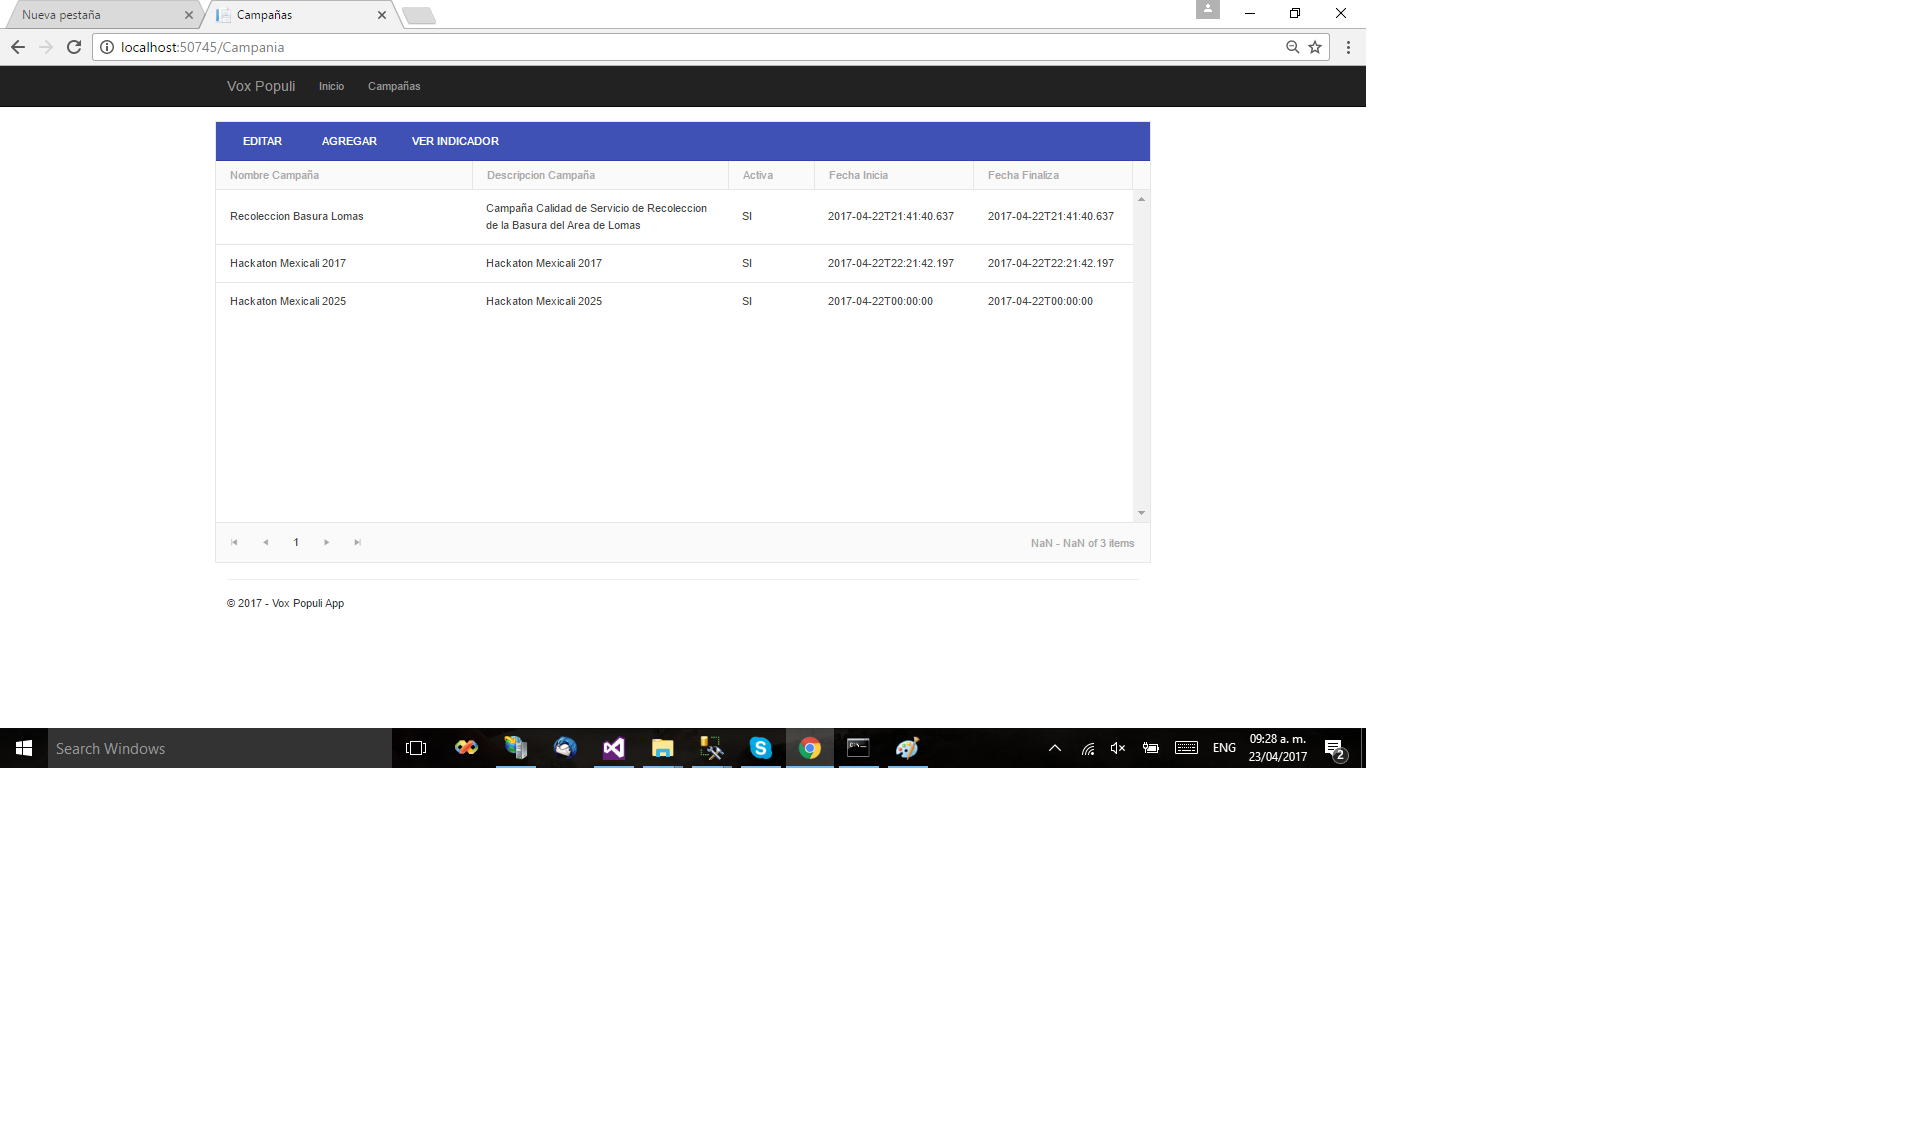 Nueva pestaña
Campañas
localhost:50745/Campania
Vox Populi Inicio Campañas
EDITAR AGREGAR VER INDICADOR
Nombre Campaña Descripcion Campaña Activa Fecha Inicia Fecha Finaliza
Recoleccion Basura Lomas
Campaña Calidad de Servicio de Recoleccion
de la Basura del Area de Lomas
SI 2017-04-22T21:41:40.637 2017-04-22T21:41:40.637
Hackaton Mexicali 2017 Hackaton Mexicali 2017 SI 2017-04-22T22:21:42.197 2017-04-22T22:21:42.197
Hackaton Mexicali 2025 Hackaton Mexicali 2025 SI 2017-04-22T00:00:00 2017-04-22T00:00:00
1
NaN - NaN of 3 items
© 2017 - Vox Populi App
Search Windows
ENG
09:28 a. m.
23/04/2017
2